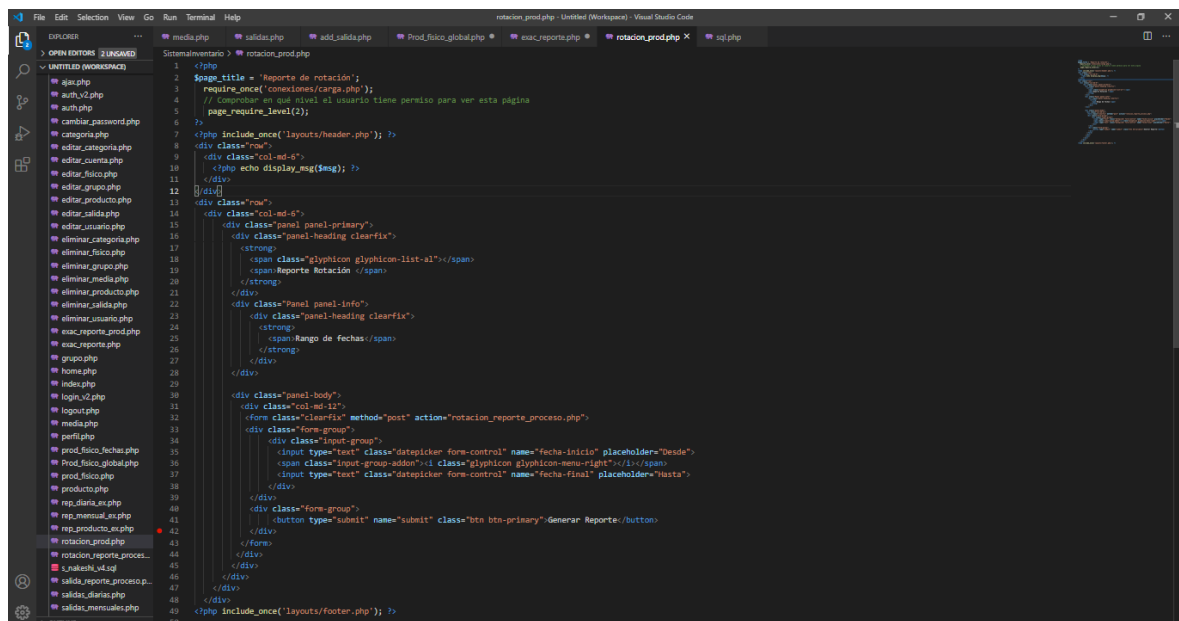 File Edit Selection View Go Run Terminal Help
rotacion_prod.php - Untitled (Workspace) - Visual Studio Code
EXPLORER ...
OPEN EDITORS 2 UNSAVED
UNTITLED (WORKSPACE)
ajax.php
auth_v2.php
auth.php
cambiar_password.php
categoria.php
editar_categoria.php
editar_cuenta.php
editar_fisico.php
editar_grupo.php
editar_producto.php
editar_salida.php
editar_usuario.php
eliminar_categoria.php
eliminar_fisico.php
eliminar_grupo.php
eliminar_media.php
eliminar_producto.php
eliminar_salida.php
eliminar_usuario.php
exac_reporte_prod.php
exac_reporte.php
grupo.php
home.php
index.php
login_v2.php
logout.php
media.php
perfil.php
prod_fisico_fechas.php
Prod_fisico_global.php
prod_fisico.php
producto.php
rep_diaria_ex.php
rep_mensual_ex.php
rep_producto_ex.php
rotacion_prod.php
rotacion_reporte_proces...
s_nakeshi_v4.sql
salida_reporte_proceso.p...
salidas_diarias.php
salidas_mensuales.php
media.php salidas.php add_salida.php Prod_fisico_global.php exac_reporte.php rotacion_prod.php sql.php
SistemaInventario > rotacion_prod.php
1 <?php
2 $page_title = 'Reporte de rotación';
3 require_once('conexiones/carga.php');
4 // Comprobar en qué nivel el usuario tiene permiso para ver esta página
5 page_require_level(2);
6 ?>
7 <?php include_once('layouts/header.php'); ?>
8 <div class="row">
9 <div class="col-md-6">
10 <?php echo display_msg($msg); ?>
11 </div>
12 </div>
13 <div class="row">
14 <div class="col-md-6">
15 <div class="panel panel-primary">
16 <div class="panel-heading clearfix">
17 <strong>
18 <span class="glyphicon glyphicon-list-al"></span>
19 <span>Reporte Rotación </span>
20 </strong>
21 </div>
22 <div class="Panel panel-info">
23 <div class="panel-heading clearfix">
24 <strong>
25 <span>Rango de fechas</span>
26 </strong>
27 </div>
28 </div>
29
30 <div class="panel-body">
31 <div class="col-md-12">
32 <form class="clearfix" method="post" action="rotacion_reporte_proceso.php">
33 <div class="form-group">
34 <div class="input-group">
35 <input type="text" class="datepicker form-control" name="fecha-inicio" placeholder="Desde">
36 <span class="input-group-addon"><i class="glyphicon glyphicon-menu-right"></i></span>
37 <input type="text" class="datepicker form-control" name="fecha-final" placeholder="Hasta">
38 </div>
39 </div>
40 <div class="form-group">
41 <button type="submit" name="submit" class="btn btn-primary">Generar Reporte</button>
42 </div>
43 </form>
44 </div>
45 </div>
46 </div>
47 </div>
48 </div>
49 <?php include_once('layouts/footer.php'); ?>